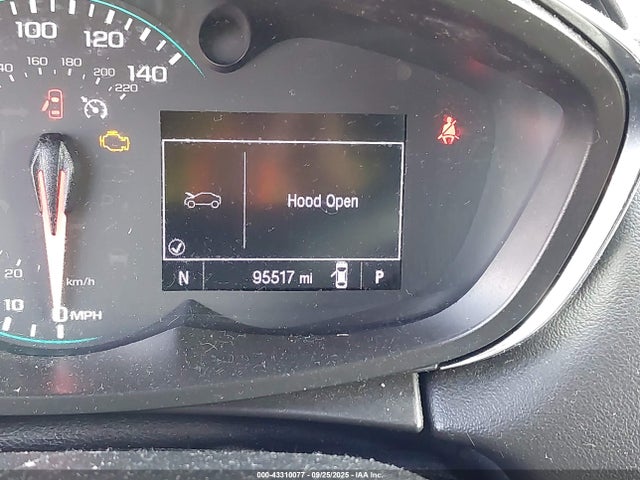 100
120
140
40 160 180 200 220
Hood Open
20
km/h
N 95517 mi P
10 0 MPH
000-43310077 - 09/25/2025 - IAA Inc.